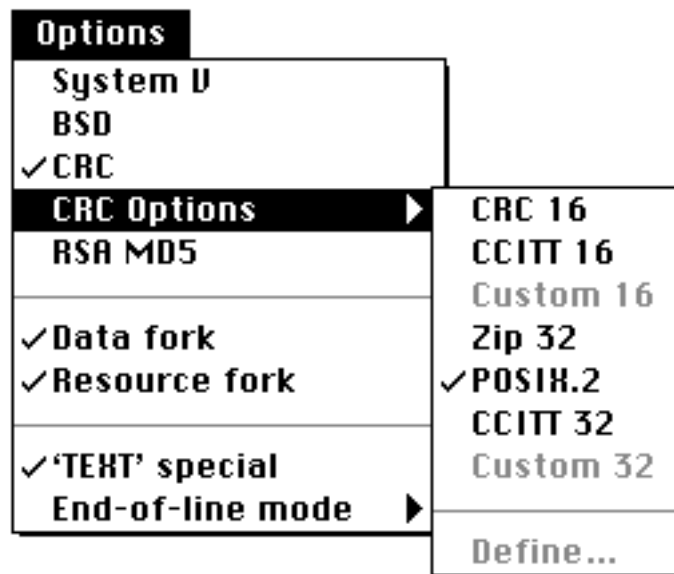 Options
System V
BSD
✓CRC
CRC Options
RSA MD5
✓Data fork
✓Resource fork
✓‘TEXT’ special
End-of-line mode
CRC 16
CCITT 16
Custom 16
Zip 32
✓POSIX.2
CCITT 32
Custom 32
Define...